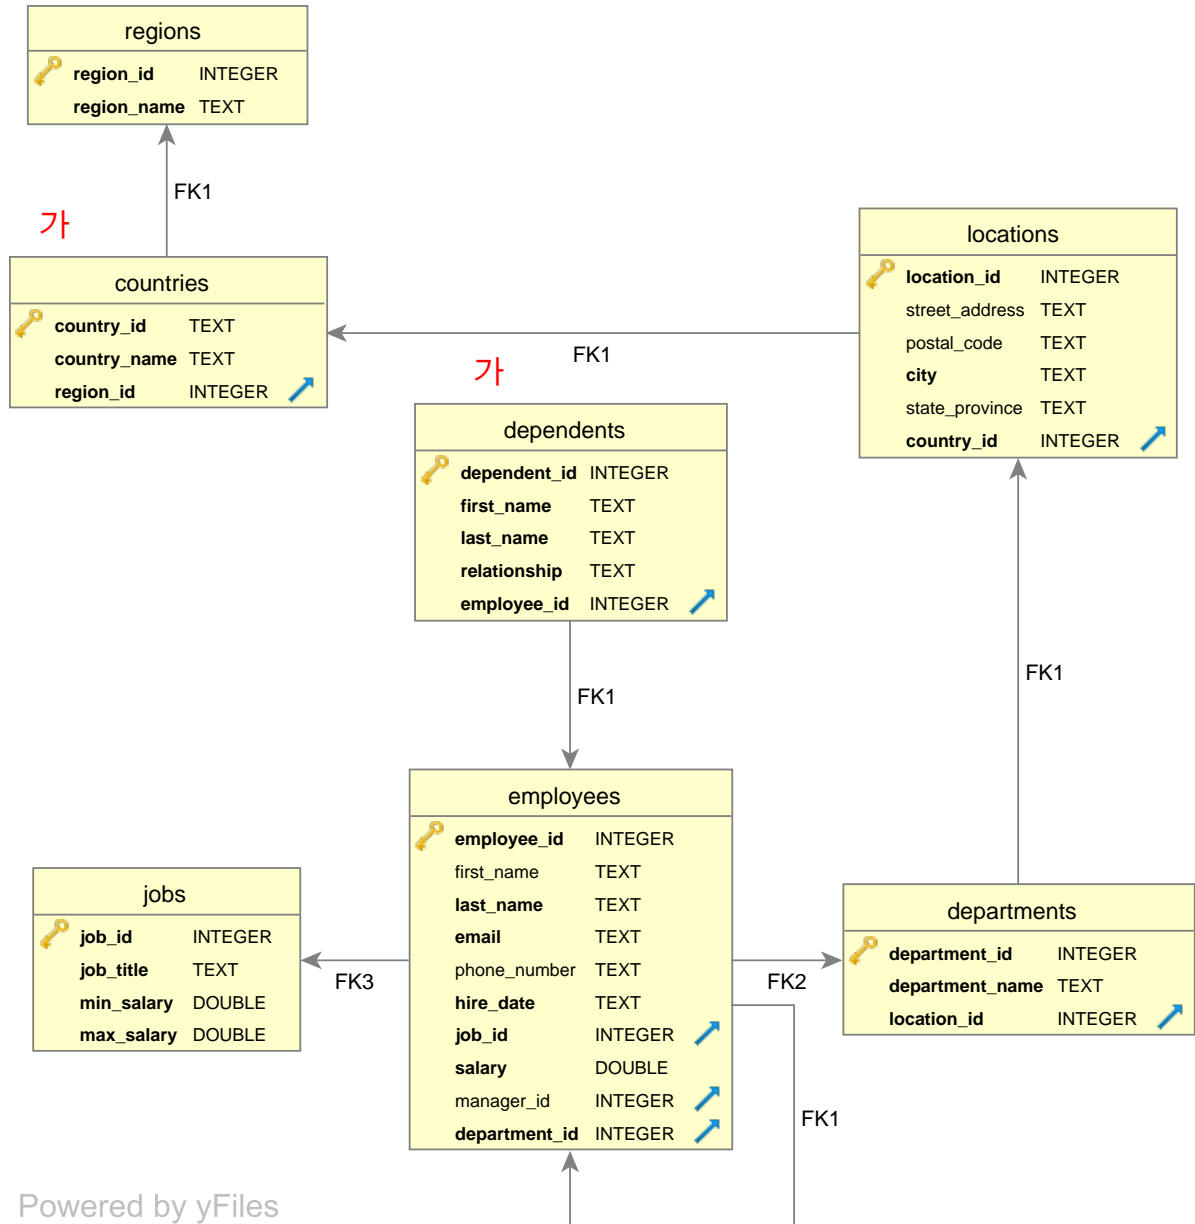 regions
region_id INTEGER
region_name TEXT
FK1
가
countries
country_id TEXT
country_name TEXT
region_id INTEGER
locations
location_id INTEGER
street_address TEXT
postal_code TEXT
city TEXT
state_province TEXT
country_id INTEGER
FK1
가
dependents
dependent_id INTEGER
first_name TEXT
last_name TEXT
relationship TEXT
employee_id INTEGER
FK1
FK1
employees
employee_id INTEGER
first_name TEXT
last_name TEXT
email TEXT
phone_number TEXT
hire_date TEXT
job_id INTEGER
salary DOUBLE
manager_id INTEGER
department_id INTEGER
jobs
job_id INTEGER
job_title TEXT
min_salary DOUBLE
max_salary DOUBLE
FK3
FK2
departments
department_id INTEGER
department_name TEXT
location_id INTEGER
FK1
Powered by yFiles